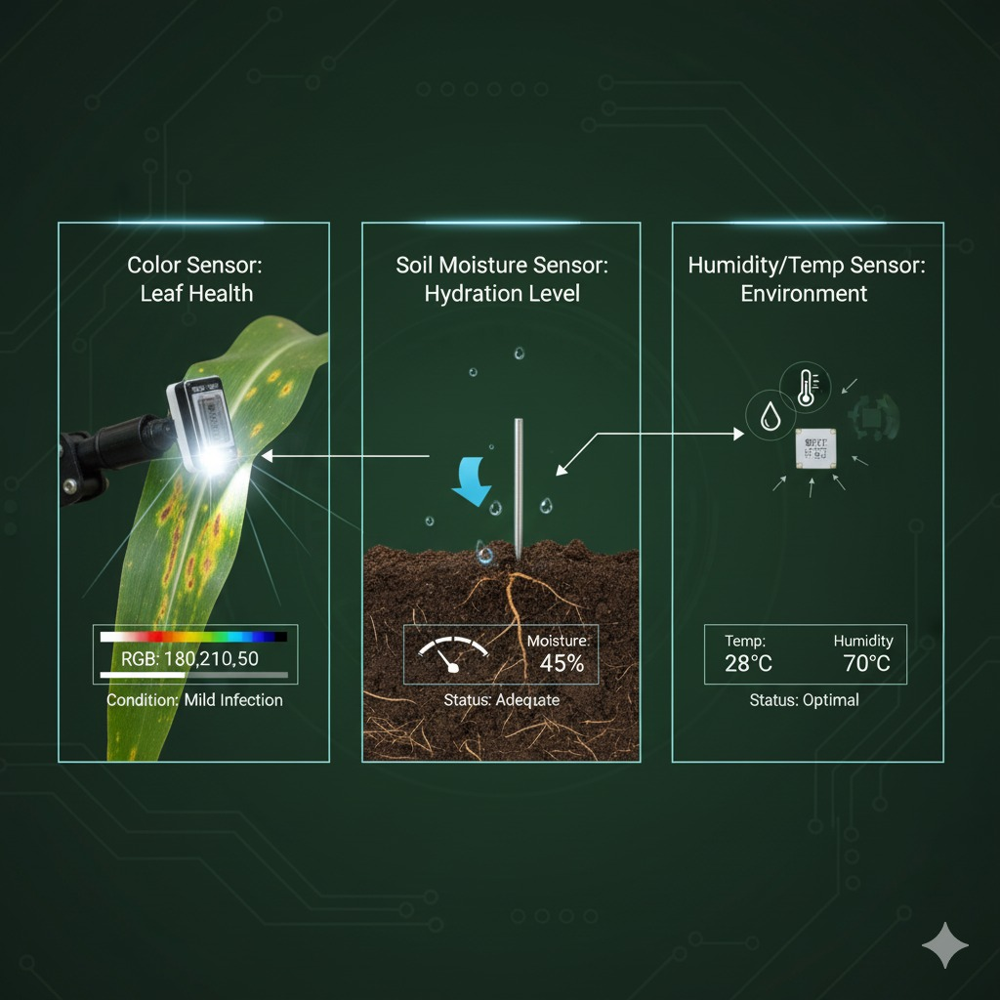 Color Sensor:
Leaf Health
RGB: 180,210,50
Condition: Mild Infection
Soil Moisture Sensor:
Hydration Level
Moisture:
45%
Status: Adequate
Humidity/Temp Sensor:
Environment
Temp:
28°C
Humidity
70°C
Status: Optimal